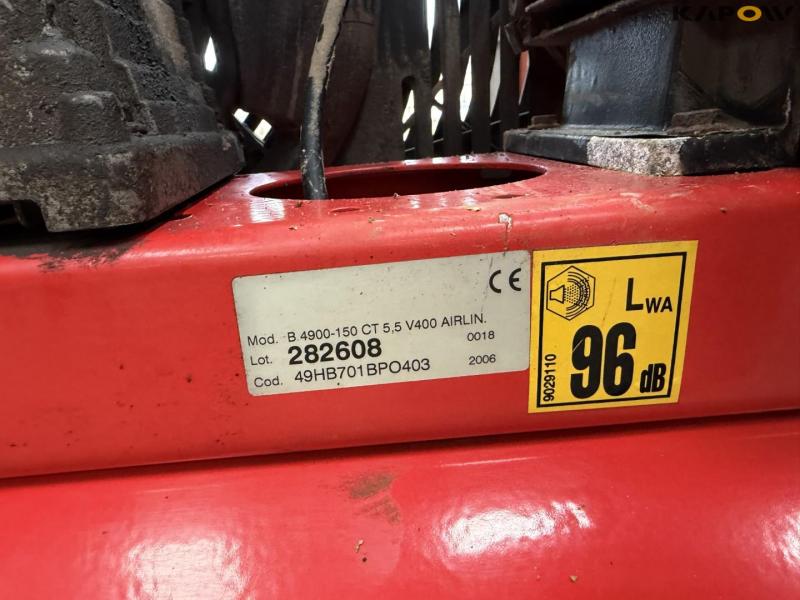 KAPOW
CE
Mod. B 4900-150 CT 5,5 V400 AIRLIN.
Lot. 282608 0018
Cod. 49HB701BPO403 2006
LWA
96 dB
9029110